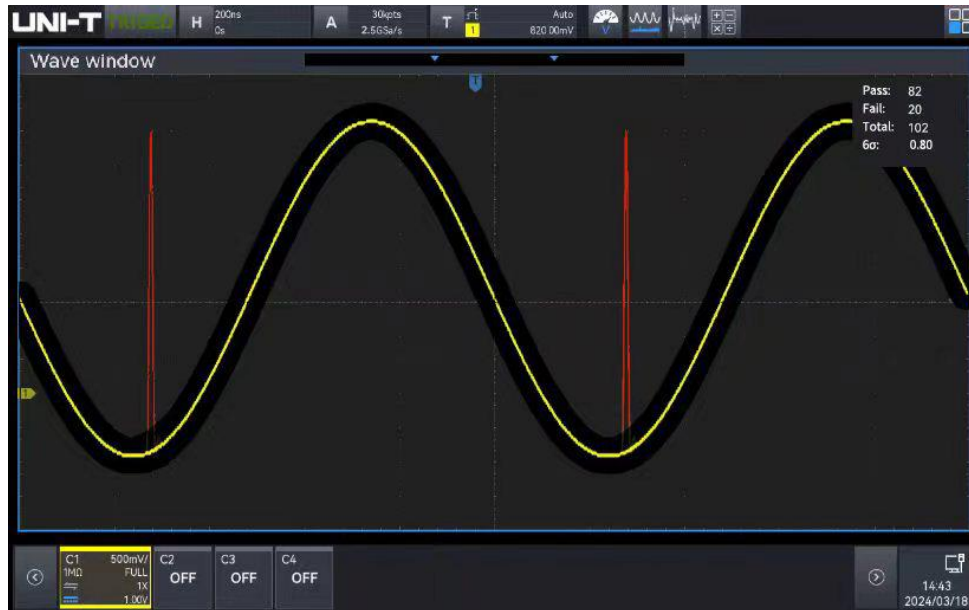 UNI-T TRIGED H 200ns A 30kpts T Auto
0s 2.5GSa/s 1 820.00mV
Wave window
T
Pass: 82
Fail: 20
Total: 102
6σ: 0.80
1
C1 500mV/ C2 C3 C4
1MΩ FULL OFF OFF OFF
1X
1.00V
14:43
2024/03/18